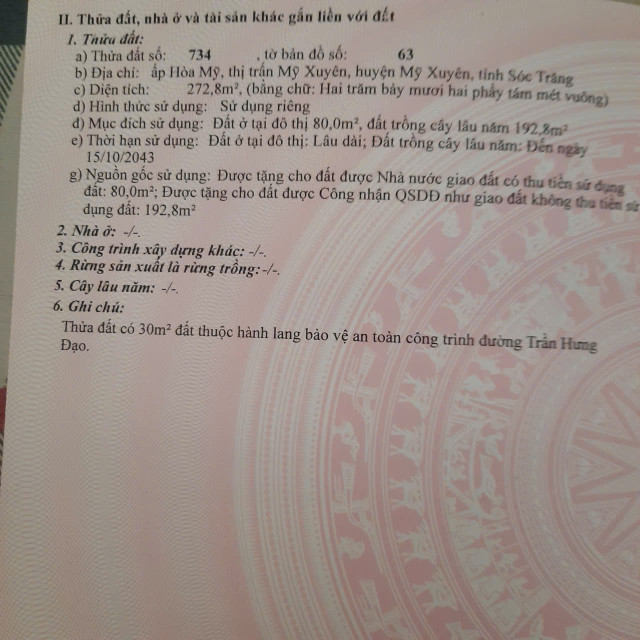 II. Thửa đất, nhà ở và tài sản khác gắn liền với đất
1. Thửa đất:
a) Thửa đất số: 734 , tờ bản đồ số: 63
b) Địa chỉ: ấp Hòa Mỹ, thị trấn Mỹ Xuyên, huyện Mỹ Xuyên, tỉnh Sóc Trăng
c) Diện tích: 272,8m², (bằng chữ: Hai trăm bảy mươi hai phẩy tám mét vuông)
d) Hình thức sử dụng: Sử dụng riêng
đ) Mục đích sử dụng: Đất ở tại đô thị 80,0m², đất trồng cây lâu năm 192,8m²
e) Thời hạn sử dụng: Đất ở tại đô thị: Lâu dài; Đất trồng cây lâu năm: Đến ngày
15/10/2043
g) Nguồn gốc sử dụng: Được tặng cho đất được Nhà nước giao đất có thu tiền sử dụng
đất: 80,0m²; Được tặng cho đất được Công nhận QSDĐ như giao đất không thu tiền sử
dụng đất: 192,8m²
2. Nhà ở: -/-.
3. Công trình xây dựng khác: -/-.
4. Rừng sản xuất là rừng trồng: -/-.
5. Cây lâu năm: -/-.
6. Ghi chú:
Thửa đất có 30m² đất thuộc hành lang bảo vệ an toàn công trình đường Trần Hưng
Đạo.